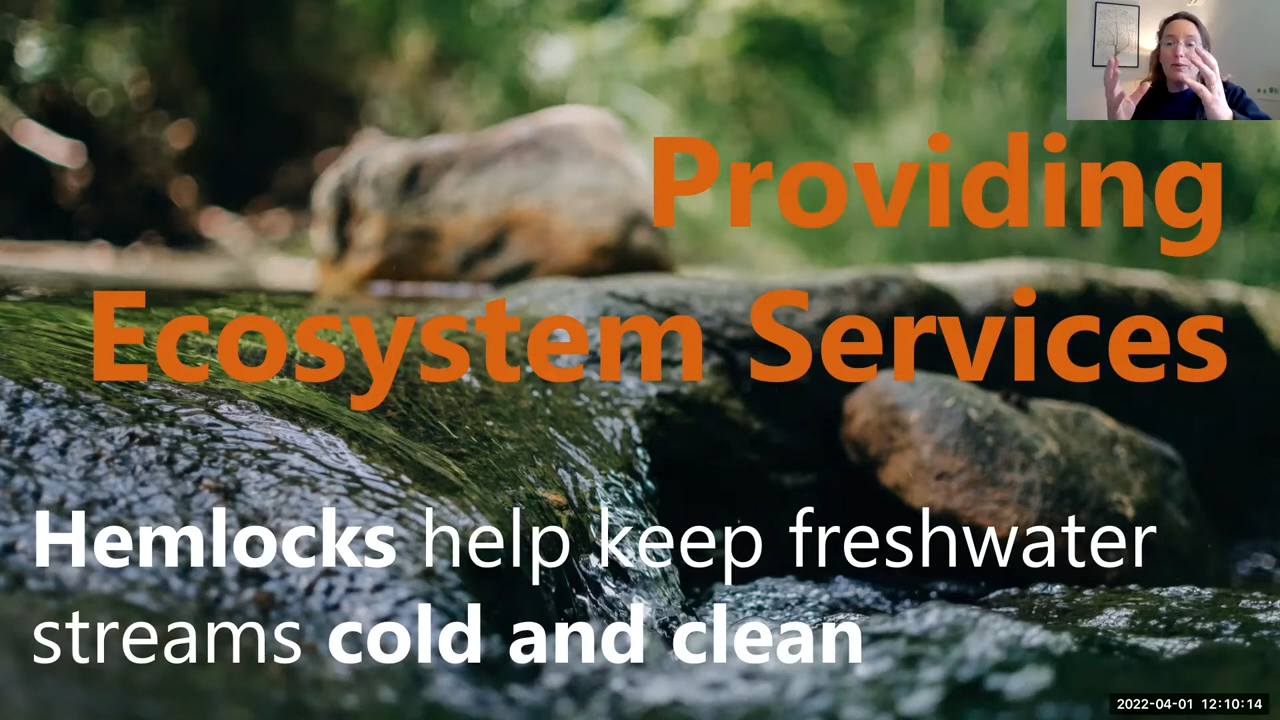 Providing
Ecosystem Services
Hemlocks help keep freshwater
streams cold and clean
2022-04-01 12:10:14